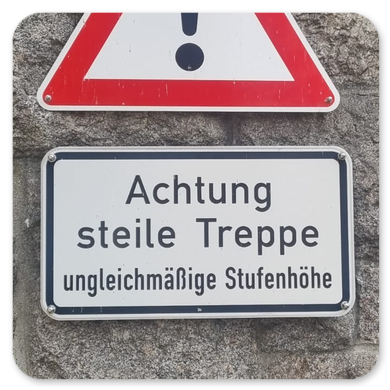 !
Achtung
steile Treppe
ungleichmäßige Stufenhöhe